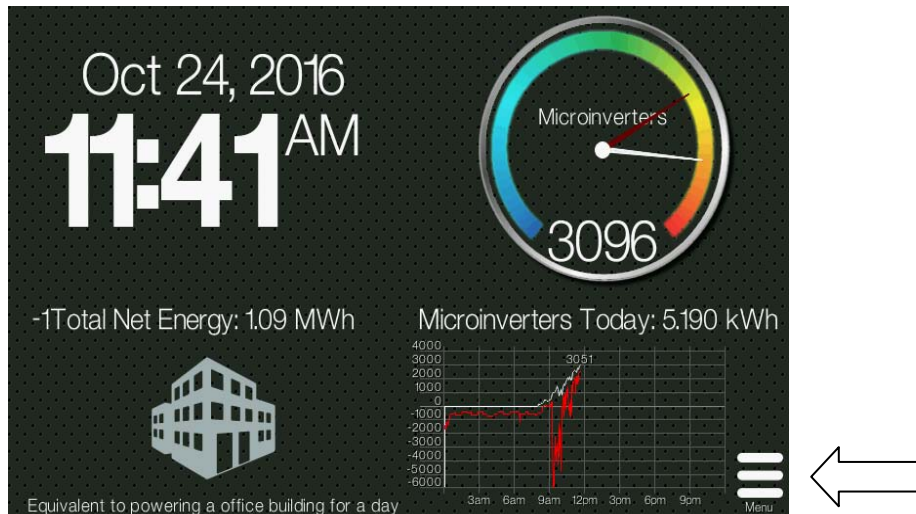 Oct 24, 2016
11:41 AM
Microinverters
3096
-1Total Net Energy: 1.09 MWh
Equivalent to powering a office building for a day
Microinverters Today: 5.190 kWh
4000
3000
2000
1000
0
-1000
-2000
-3000
-4000
-5000
-6000
3051
3am 6am 9am 12pm 3pm 6pm 9pm
Menu